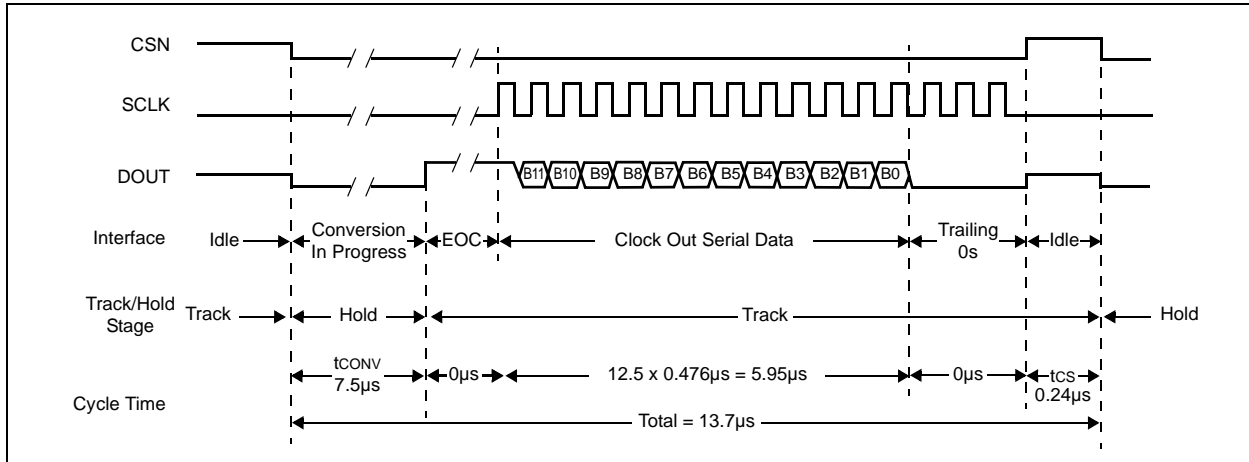 CSN
SCLK
DOUT
B11 B10 B9 B8 B7 B6 B5 B4 B3 B2 B1 B0
Interface
Idle
Conversion
In Progress
EOC
Clock Out Serial Data
Trailing
0s
Idle
Track/Hold
Stage
Track
Hold
Track
Hold
Cycle Time
tCONV
7.5µs
0µs
12.5 x 0.476µs = 5.95µs
0µs
tCS
0.24µs
Total = 13.7µs